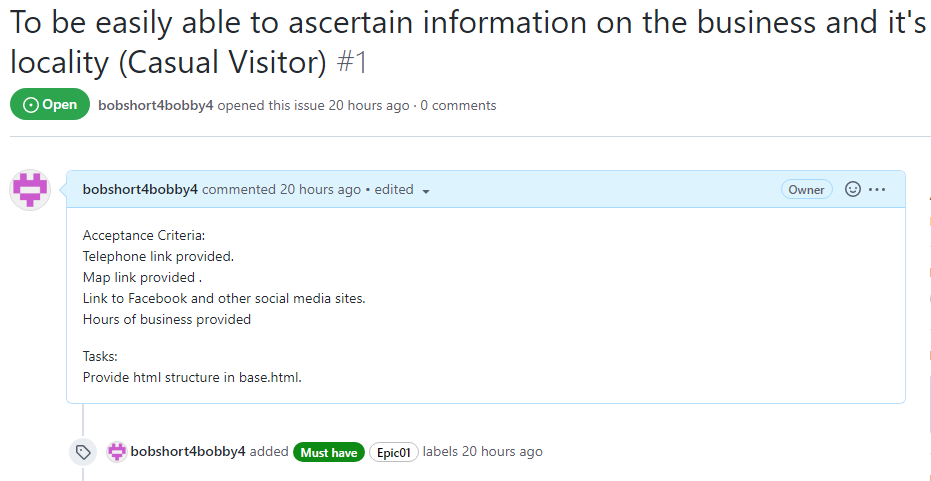 To be easily able to ascertain information on the business and it's
locality (Casual Visitor) #1
Open bobshort4bobby4 opened this issue 20 hours ago · 0 comments
bobshort4bobby4 commented 20 hours ago • edited Owner
Acceptance Criteria:
Telephone link provided.
Map link provided .
Link to Facebook and other social media sites.
Hours of business provided
Tasks:
Provide html structure in base.html.
bobshort4bobby4 added Must have Epic01 labels 20 hours ago